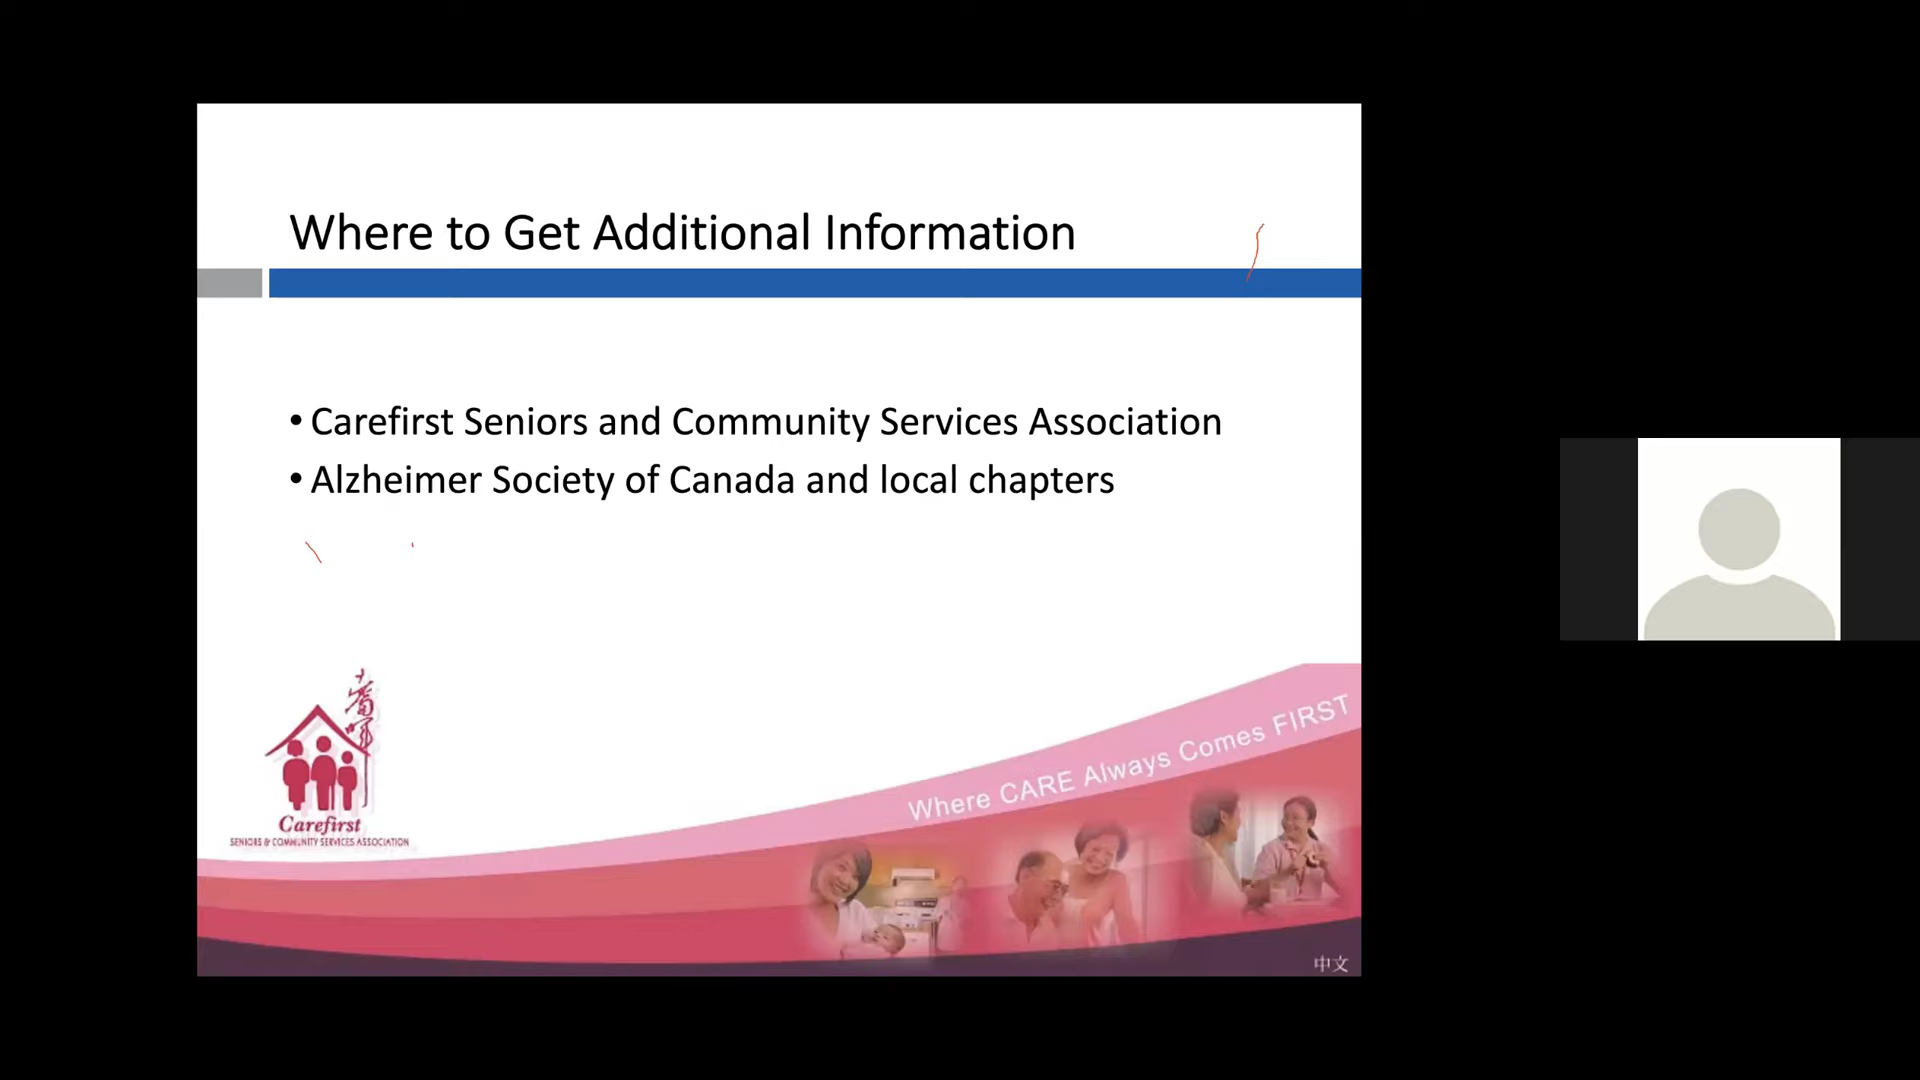 Where to Get Additional Information
• Carefirst Seniors and Community Services Association
• Alzheimer Society of Canada and local chapters
Carefirst
SENIORS & COMMUNITY SERVICES ASSOCIATION
Where CARE Always Comes FIRST
中文